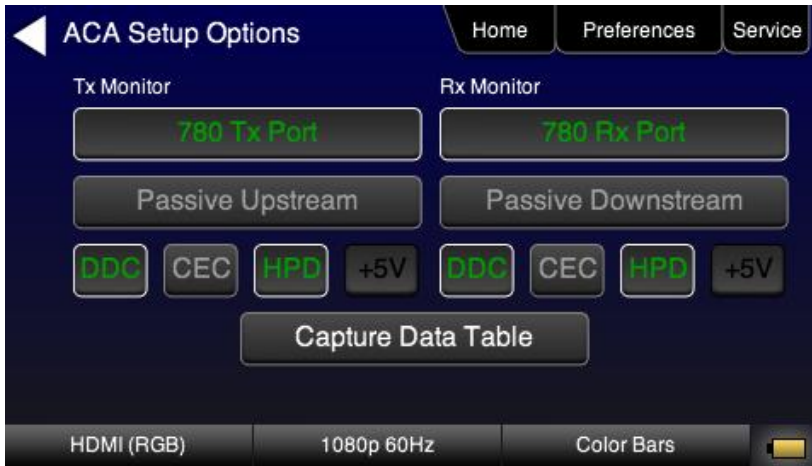 ACA Setup Options
Home
Preferences
Service
Tx Monitor
Rx Monitor
780 Tx Port
780 Rx Port
Passive Upstream
Passive Downstream
DDC
CEC
HPD
+5V
DDC
CEC
HPD
+5V
Capture Data Table
HDMI (RGB)
1080p 60Hz
Color Bars